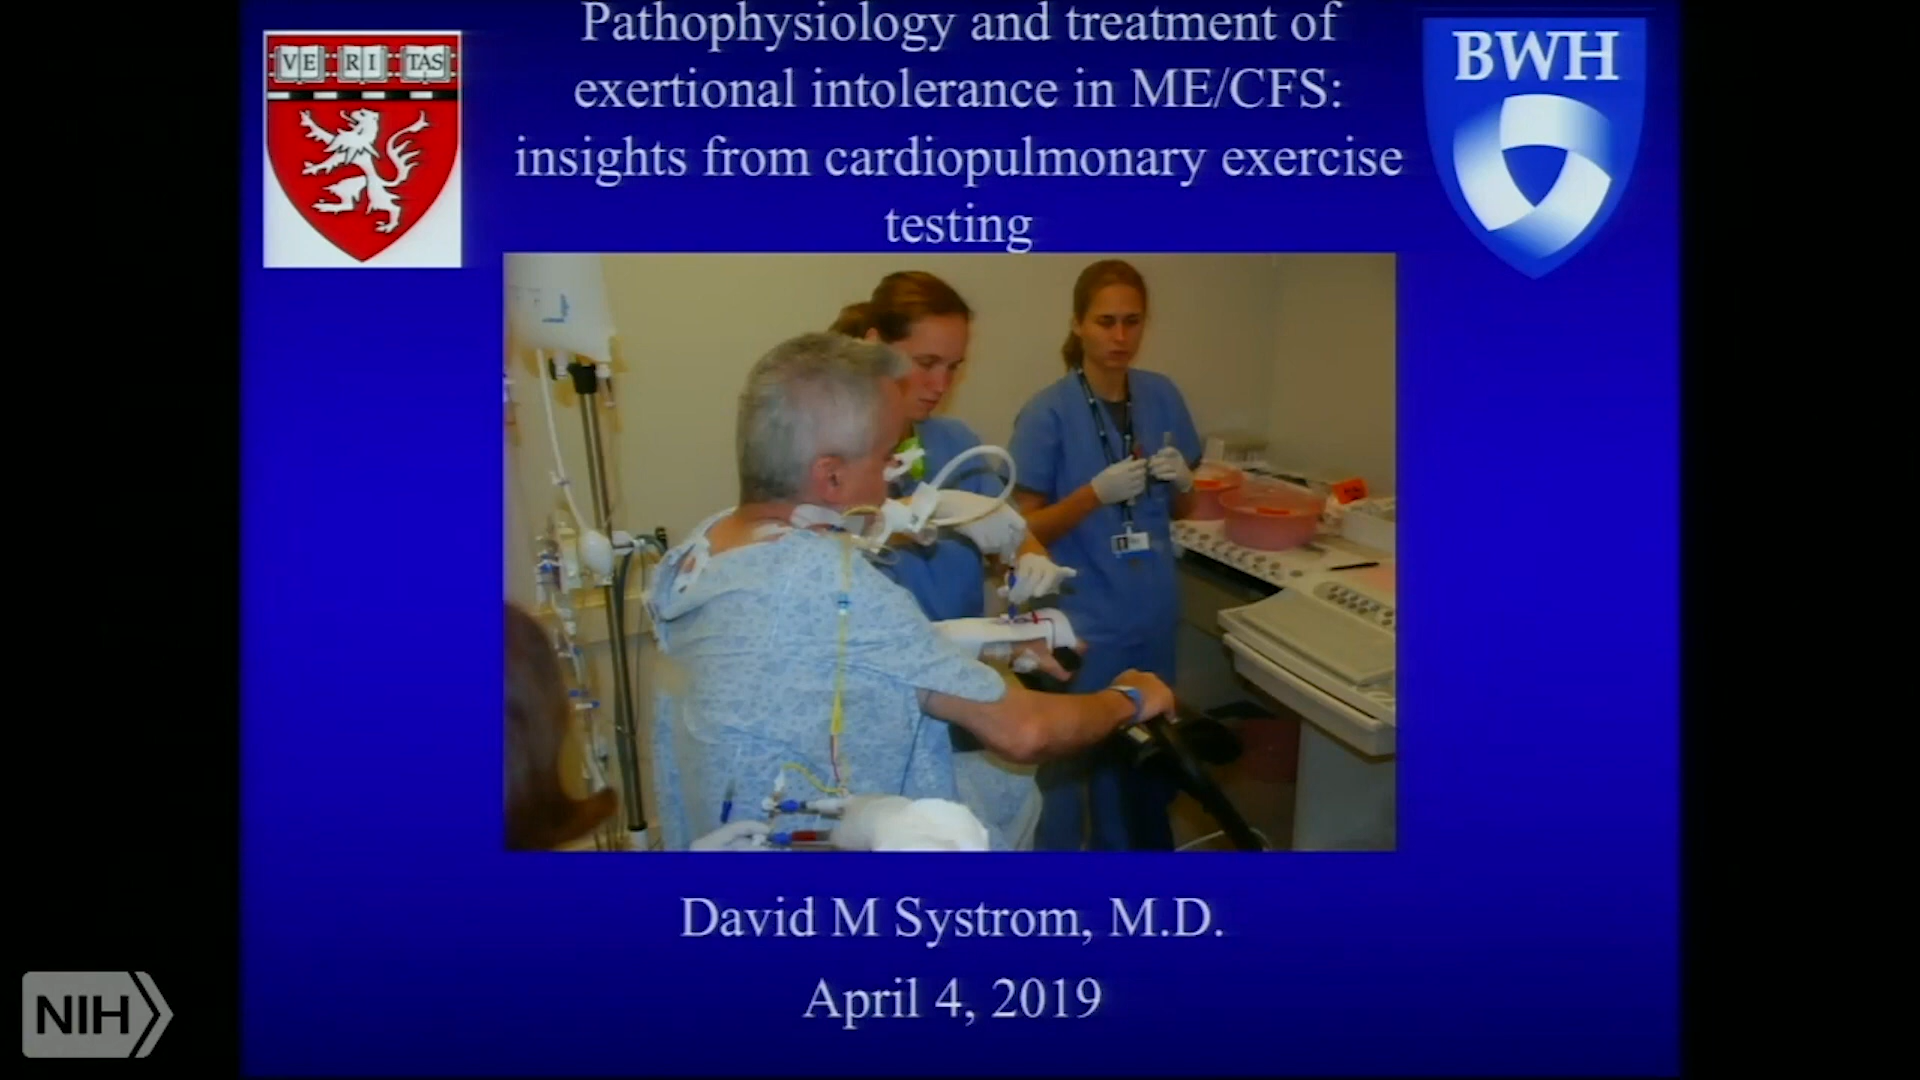 Pathophysiology and treatment of
exertional intolerance in ME/CFS:
insights from cardiopulmonary exercise
testing
VE RI TAS
BWH
David M Systrom, M.D.
April 4, 2019
NIH